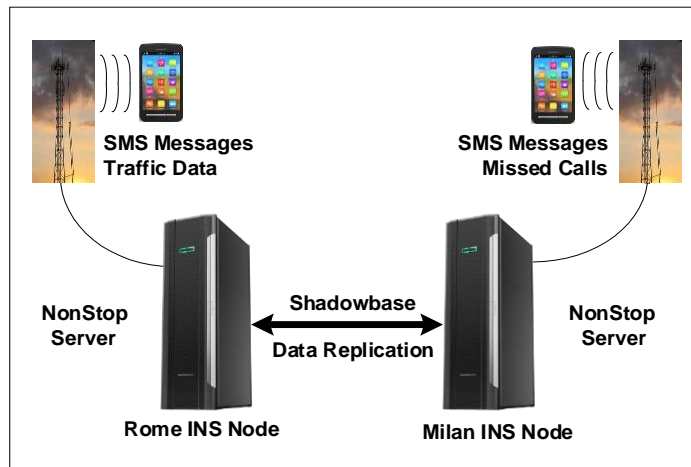 SMS Messages
Traffic Data
SMS Messages
Missed Calls
NonStop
Server
Shadowbase
Data Replication
NonStop
Server
Rome INS Node
Milan INS Node